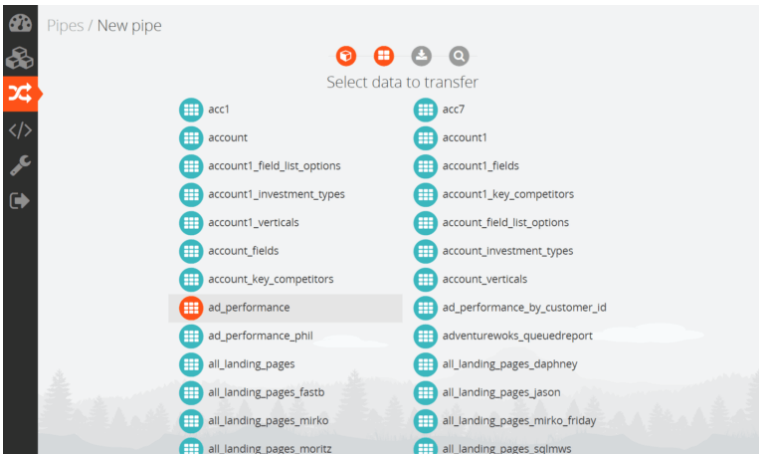 Pipes / New pipe
Select data to transfer
acc1
acc7
account
account1
account1_field_list_options
account1_fields
account1_investment_types
account1_key_competitors
account1_verticals
account_field_list_options
account_fields
account_investment_types
account_key_competitors
account_verticals
ad_performance
ad_performance_by_customer_id
ad_performance_phil
adventurewoks_queuedreport
all_landing_pages
all_landing_pages_daphney
all_landing_pages_fastb
all_landing_pages_jason
all_landing_pages_mirko
all_landing_pages_mirko_friday
all_landing_pages_moritz
all_landing_pages_sqlmws